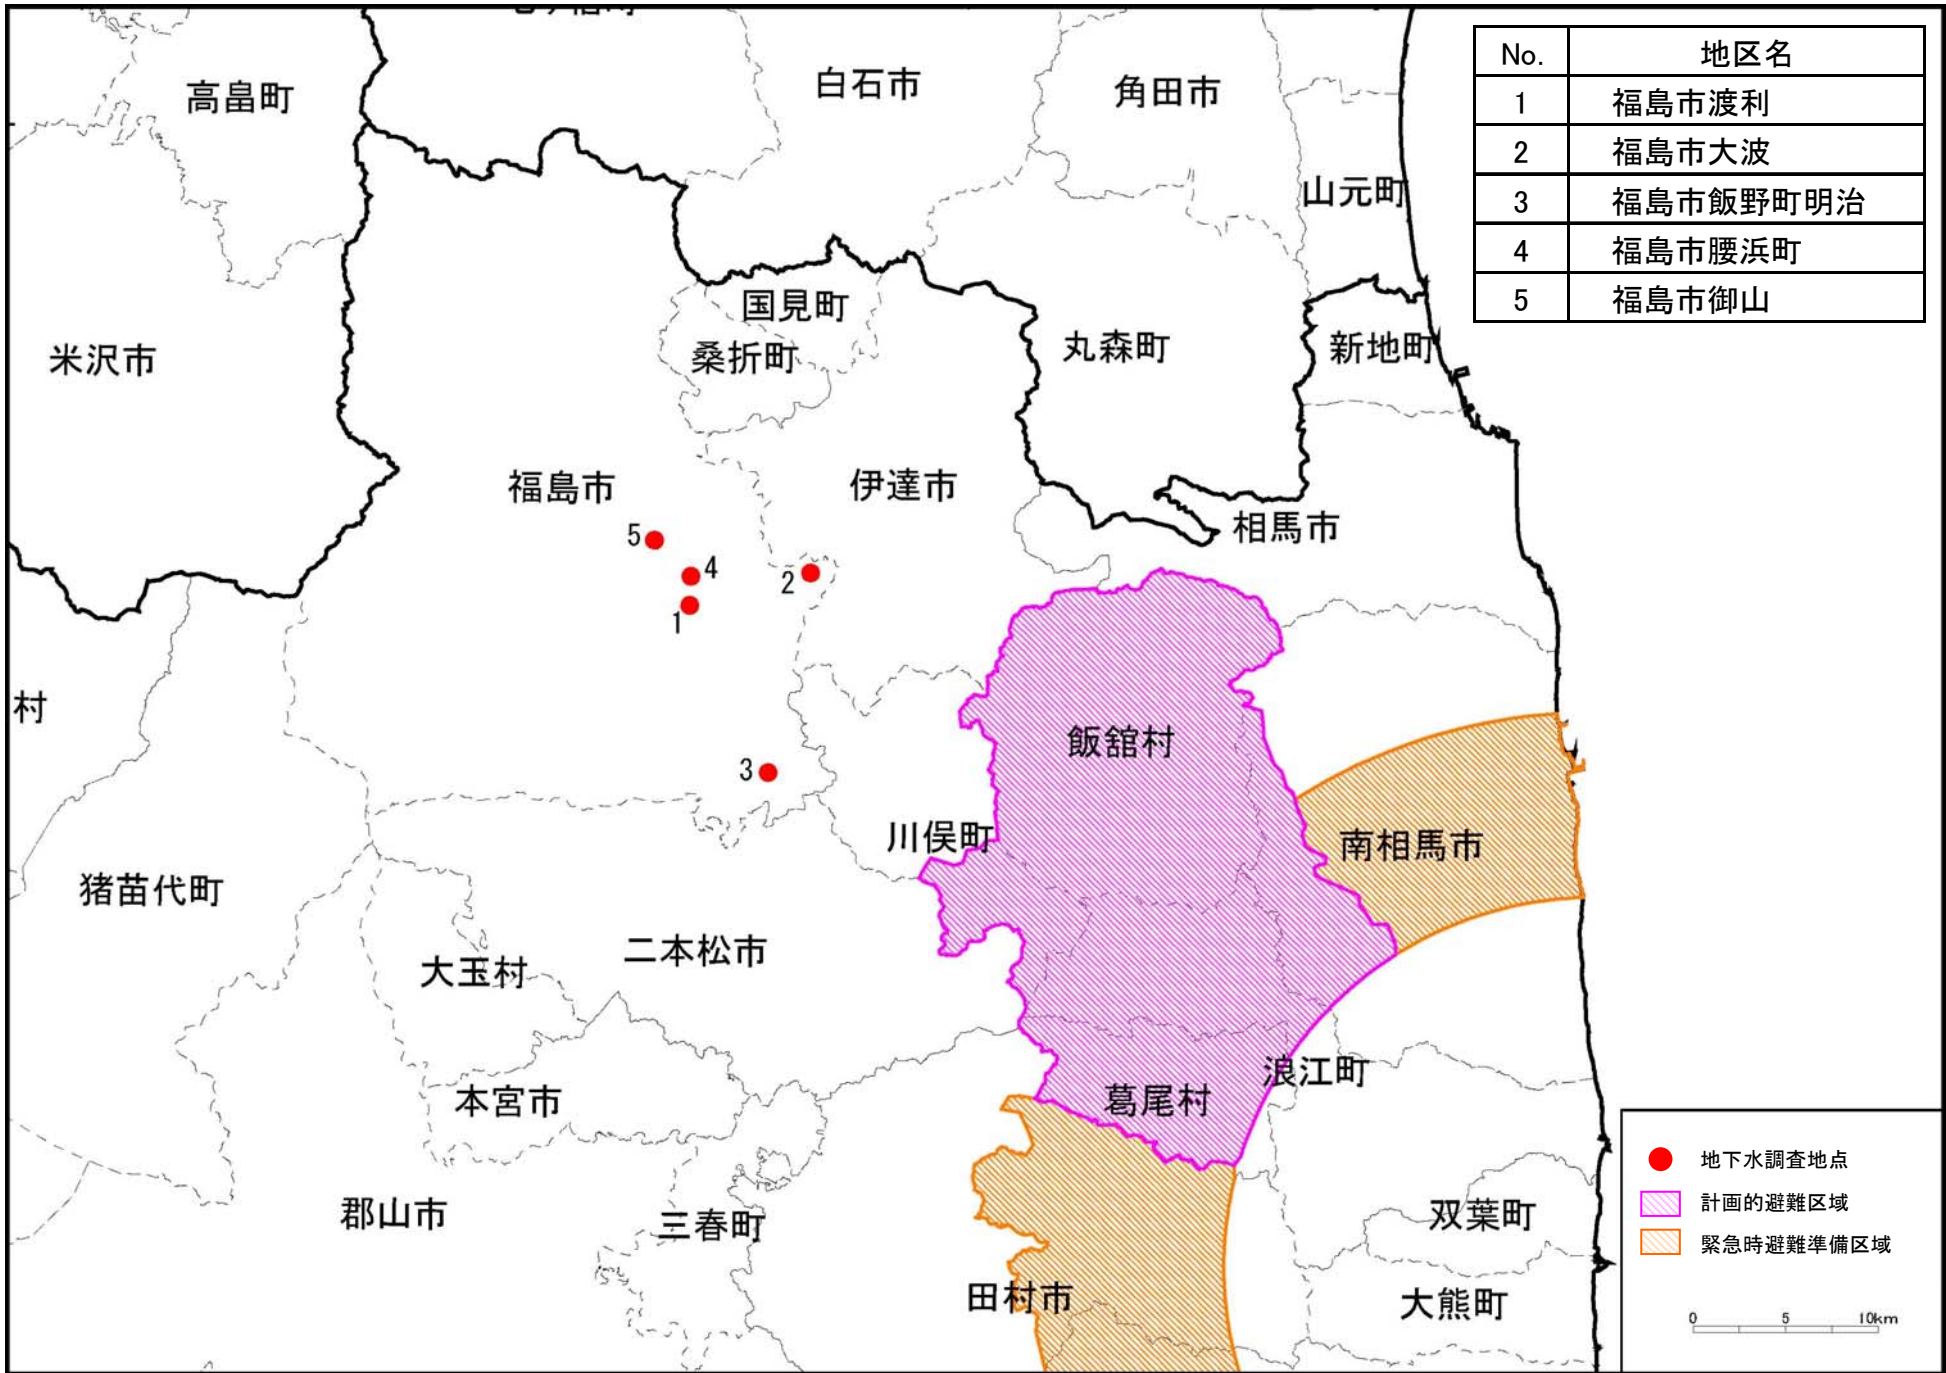 白石市
角田市
高畠町
No. 地区名
1 福島市渡利
2 福島市大波
3 福島市飯野町明治
4 福島市腰浜町
5 福島市御山
山元町
国見町
桑折町
丸森町
新地町
米沢市
福島市
伊達市
相馬市
5
4
2
1
村
飯舘村
3
川俣町
南相馬市
猪苗代町
二本松市
大玉村
浪江町
本宮市
葛尾村
郡山市
三春町
双葉町
田村市
大熊町
地下水調査地点
計画的避難区域
緊急時避難準備区域
0 5 10km